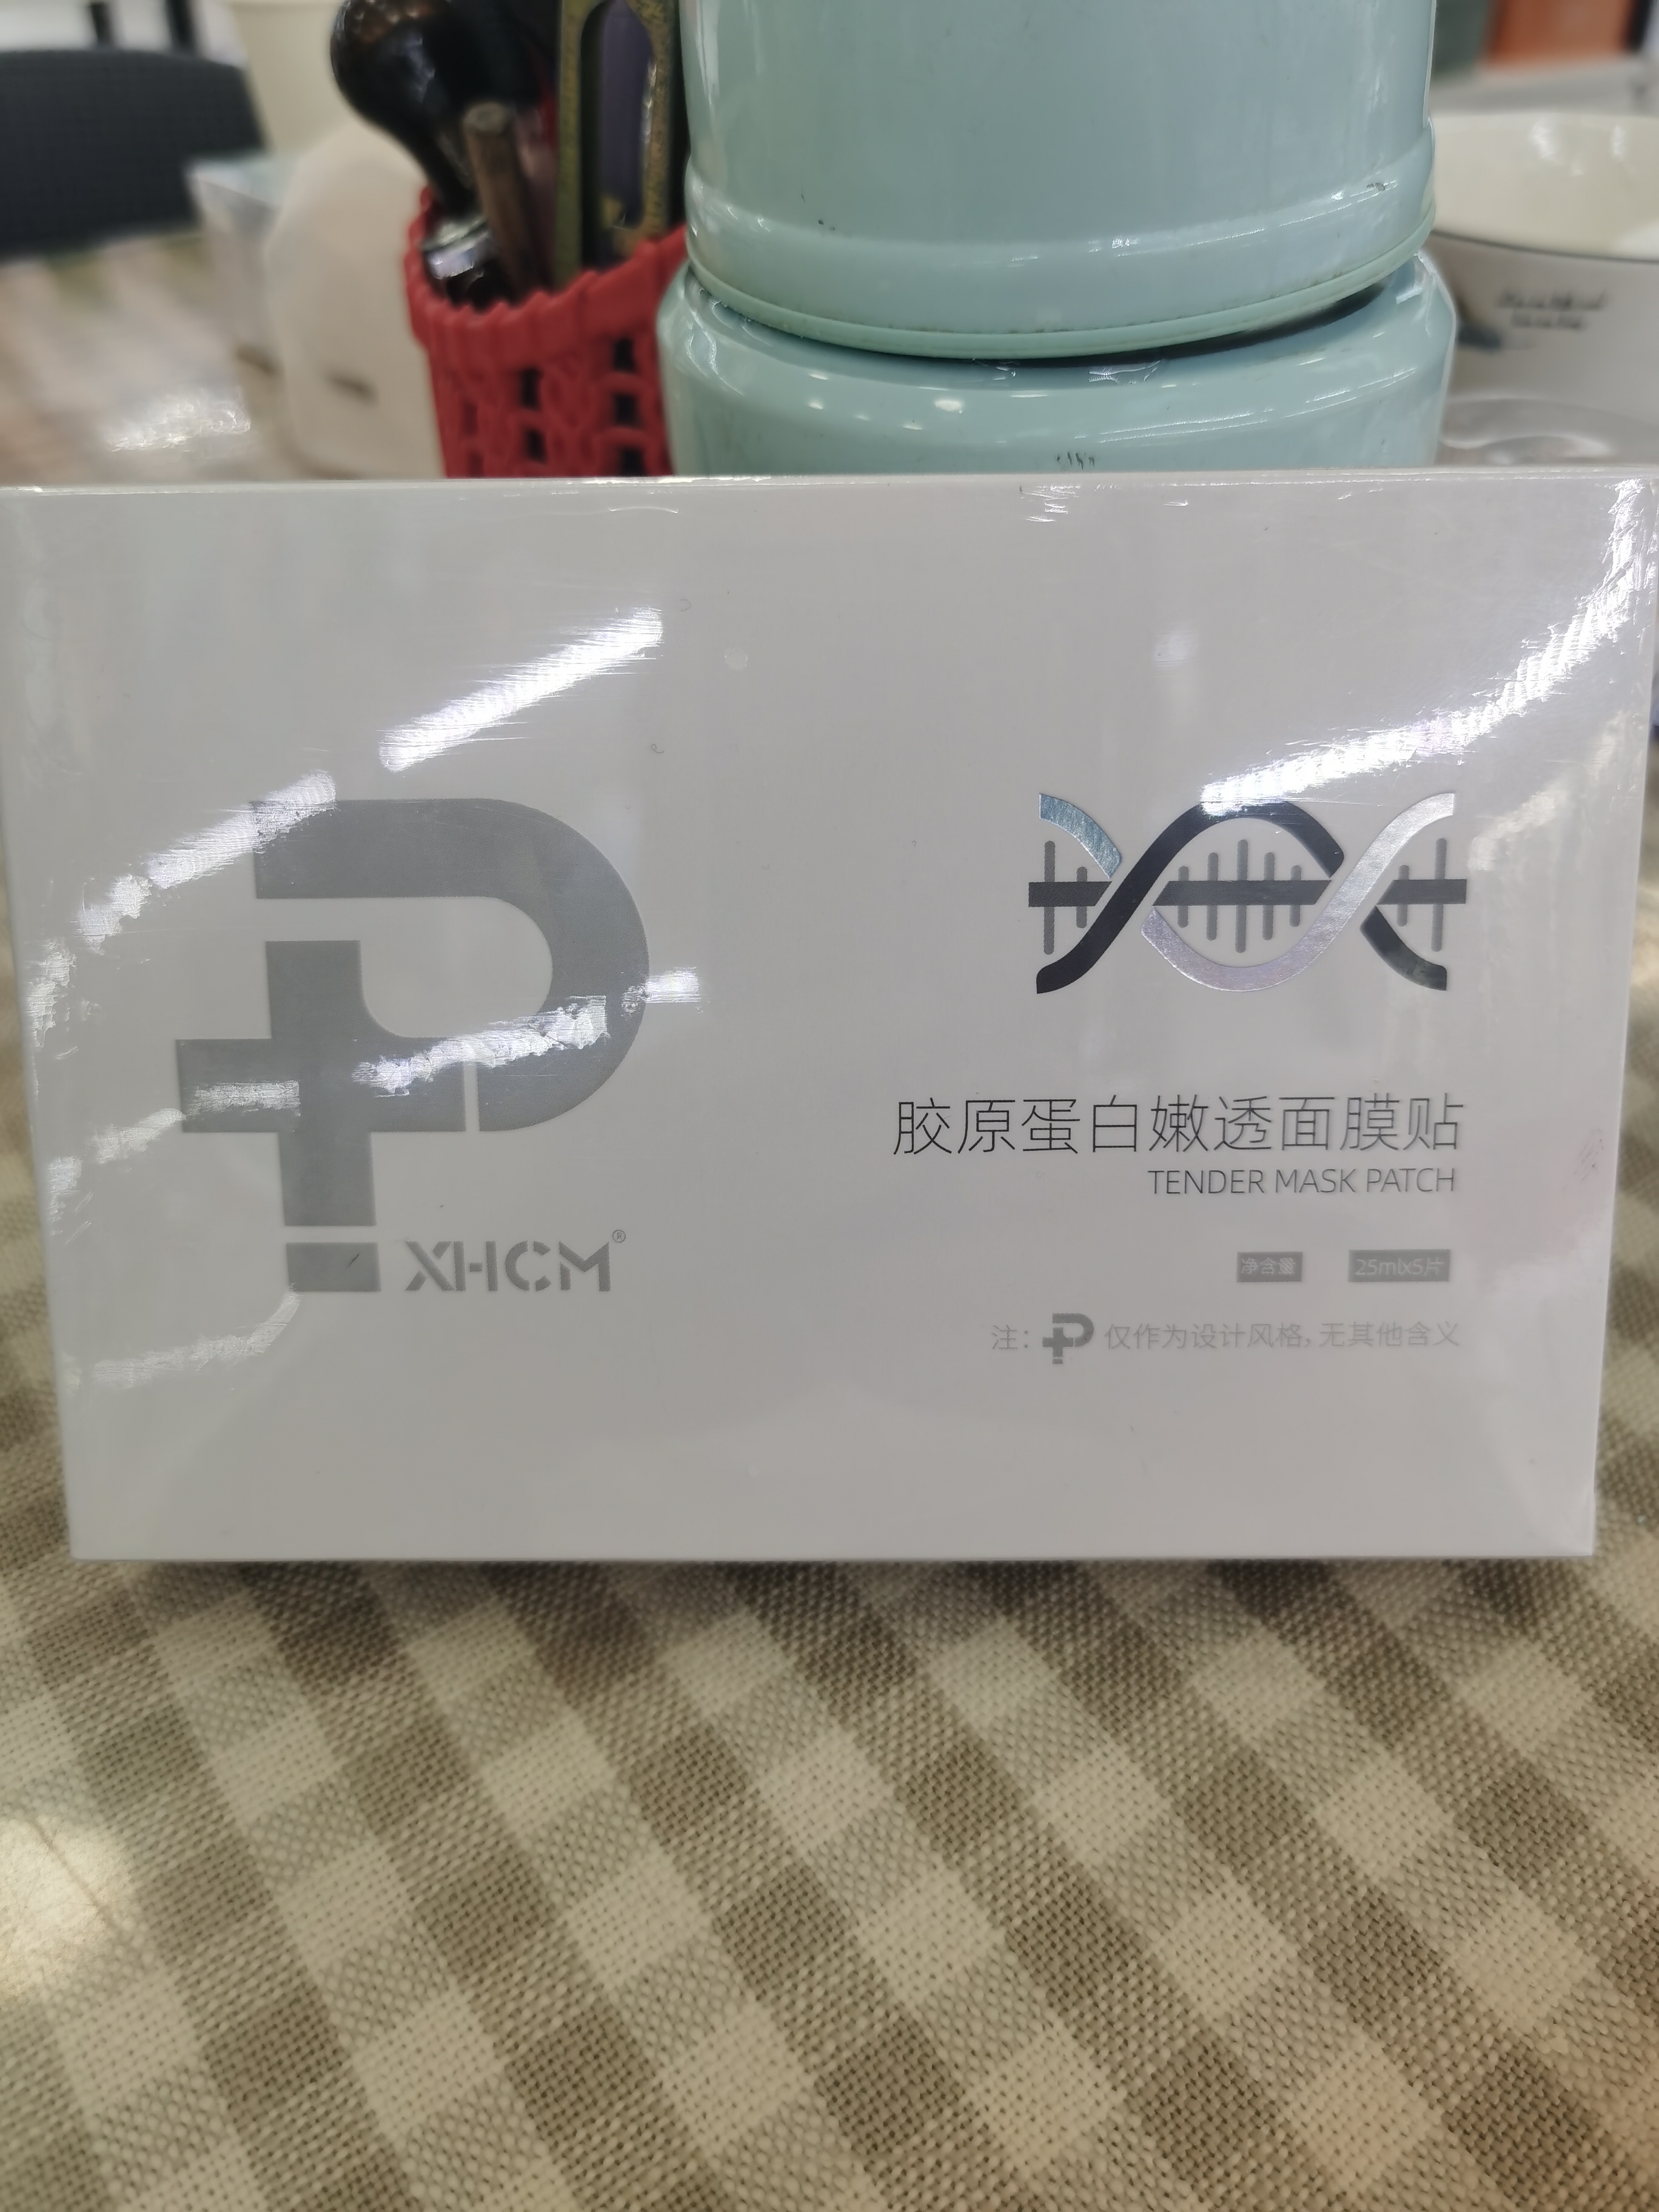 XHCM®
胶原蛋白嫩透面膜贴
TENDER MASK PATCH
净含量 25mlx5片
注: P 仅作为设计风格, 无其他含义